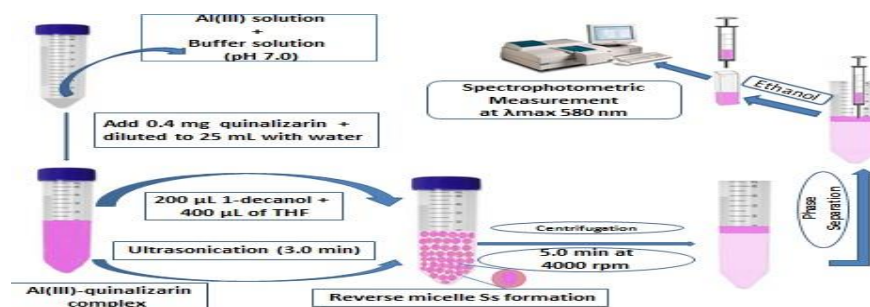 Al(III) solution
+
Buffer solution
(pH 7.0)
Add 0.4 mg quinalizarin +
diluted to 25 mL with water
Al(III)-quinalizarin
complex
200 µL 1-decanol +
400 µL of THF
Ultrasonication (3.0 min)
Reverse micelle Ss formation
Centrifugation
5.0 min at
4000 rpm
Phase
Separation
Ethanol
Spectrophotometric
Measurement
at λmax 580 nm